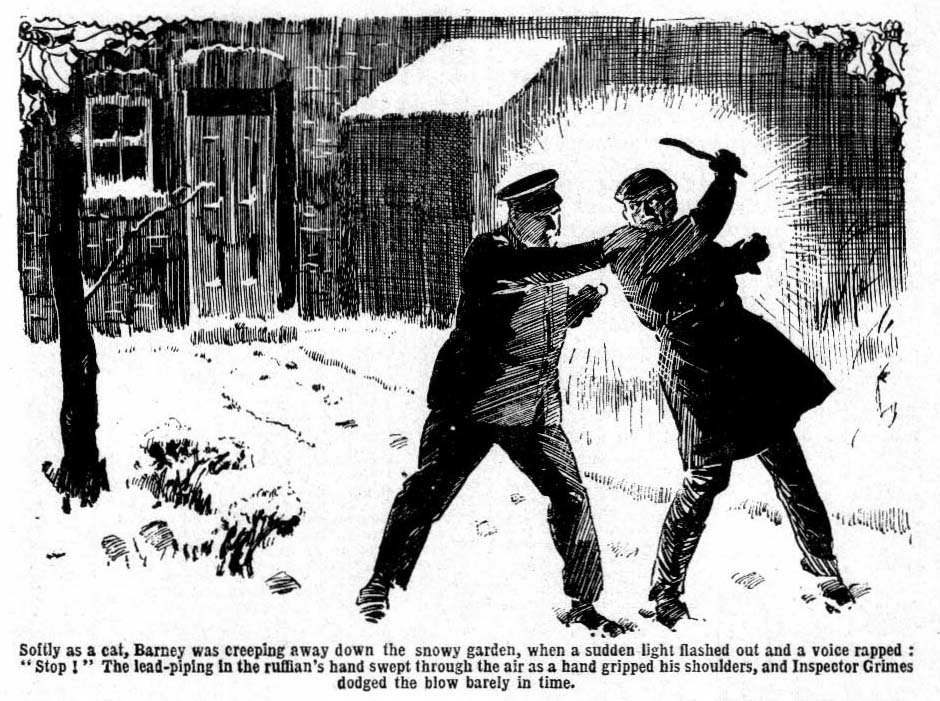 Softly as a cat, Barney was creeping away down the snowy garden, when a sudden light flashed out and a voice rapped :
“ Stop ! ” The lead-piping in the ruffian's hand swept through the air as a hand gripped his shoulders, and Inspector Grimes
dodged the blow barely in time.